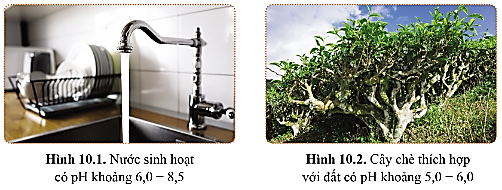 Hình 10.1. Nước sinh hoạt
có pH khoảng 6,0 − 8,5
Hình 10.2. Cây chè thích hợp
với đất có pH khoảng 5,0 − 6,0